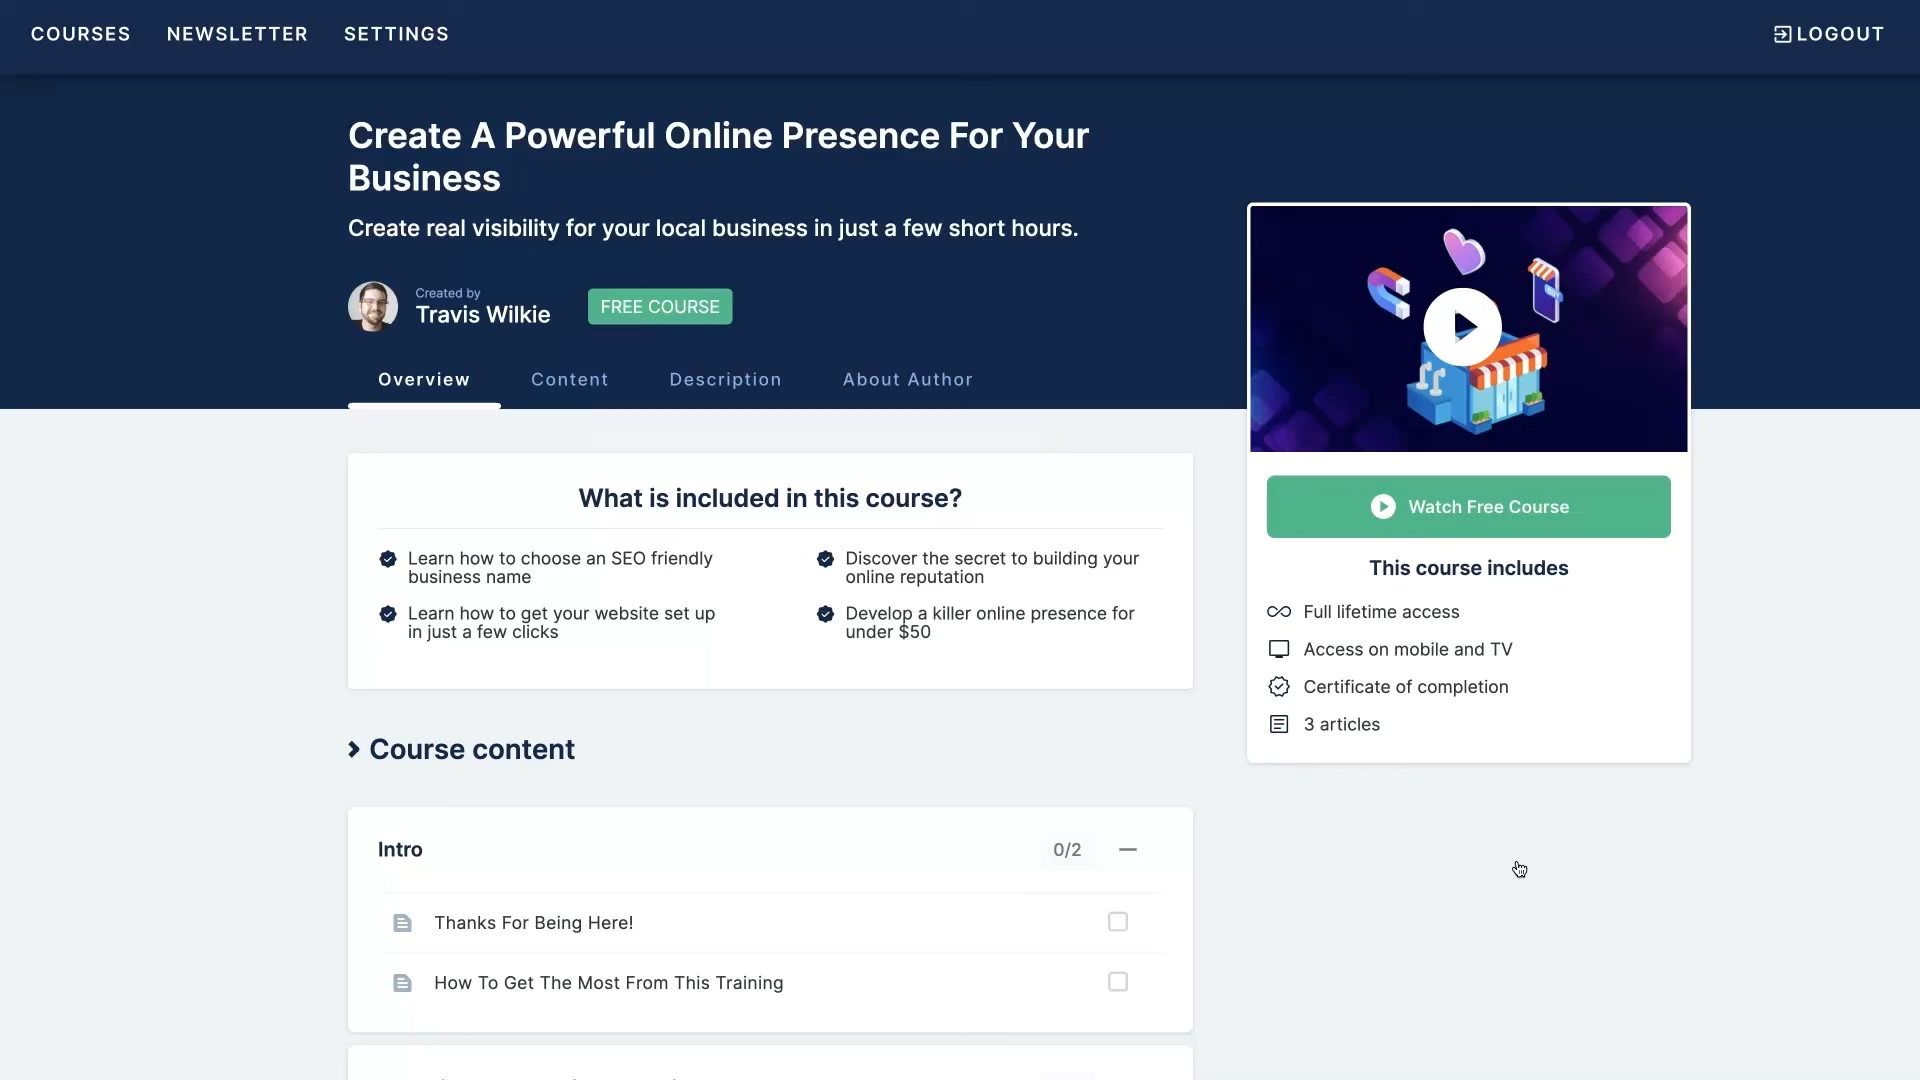 COURSES NEWSLETTER SETTINGS LOGOUT
Create A Powerful Online Presence For Your
Business
Create real visibility for your local business in just a few short hours.
Created by
Travis Wilkie
FREE COURSE
Overview Content Description About Author
BUY
What is included in this course?
Learn how to choose an SEO friendly
business name
Discover the secret to building your
online reputation
Learn how to get your website set up
in just a few clicks
Develop a killer online presence for
under $50
Watch Free Course
This course includes
Full lifetime access
Access on mobile and TV
Certificate of completion
3 articles
Course content
Intro 0/2
Thanks For Being Here!
How To Get The Most From This Training